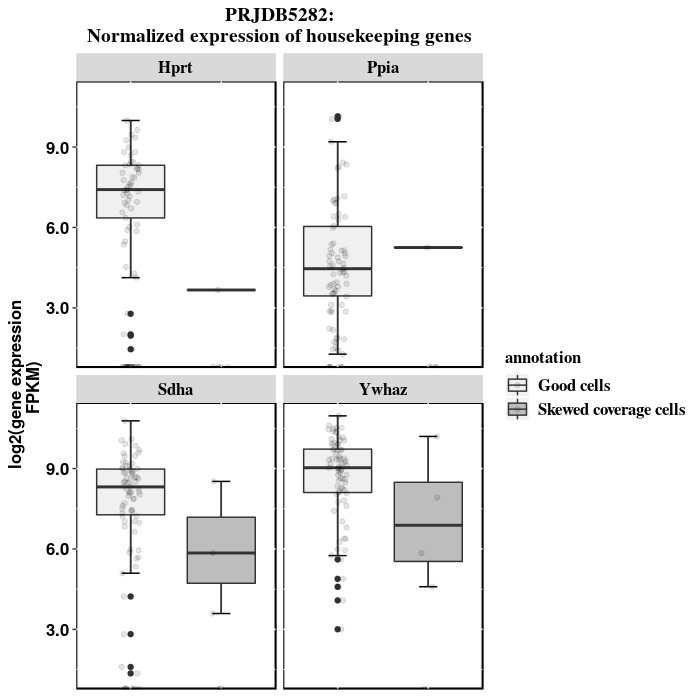 PRJDB5282:
Normalized expression of housekeeping genes
Hprt
Ppia
9.0
6.0
3.0
Sdha
Ywhaz
9.0
6.0
3.0
log2(gene expression
FPKM)
annotation
Good cells
Skewed coverage cells